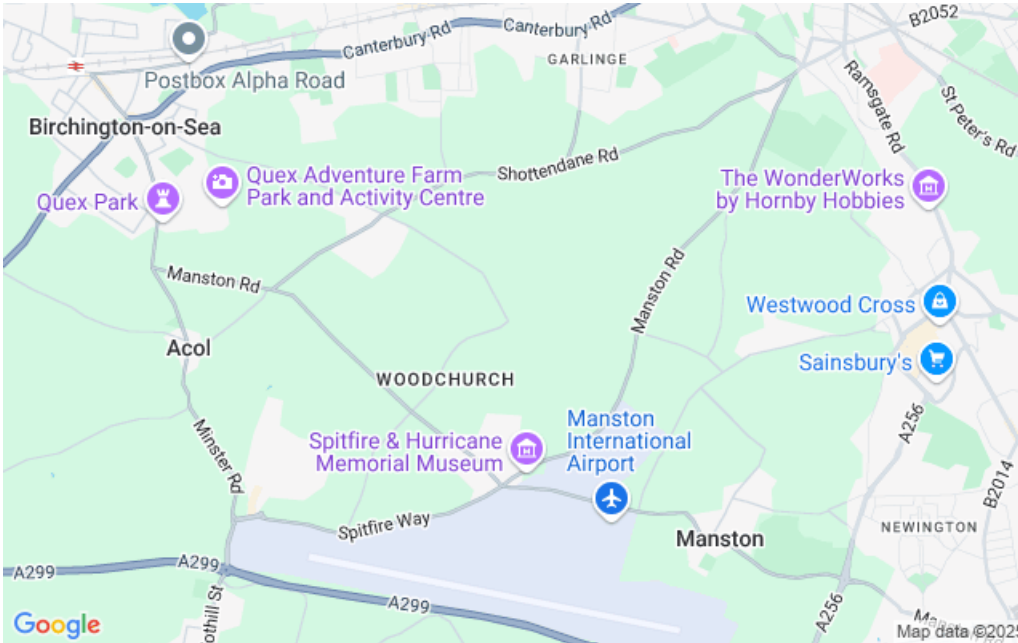 B2052
Canterbury Rd
Canterbury Rd
GARLINGE
Postbox Alpha Road
Ramsgate Rd
St Peter's Rd
Birchington-on-Sea
Shottendane Rd
Quex Adventure Farm
Park and Activity Centre
Quex Park
The WonderWorks
by Hornby Hobbies
Manston Rd
Manston Rd
Westwood Cross
Acol
Sainsbury's
WOODCHURCH
Minster Rd
Spitfire & Hurricane
Memorial Museum
Manston
International
Airport
A256
B2014
Spitfire Way
Manston
NEWINGTON
A299
A299
A299
othill St
A256
Google
Map data ©2025